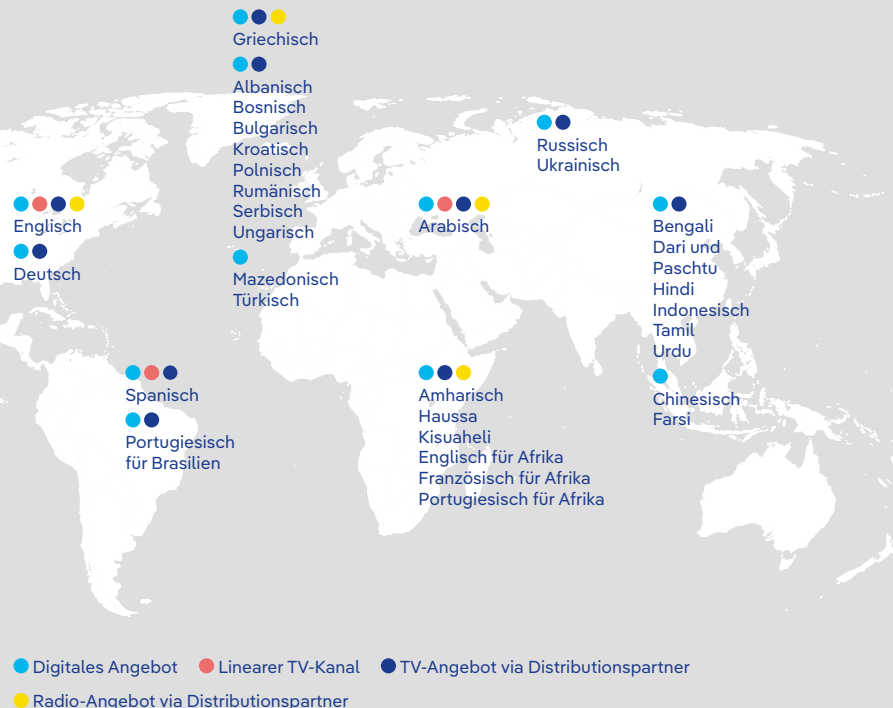 Griechisch
Albanisch
Bosnisch
Bulgarisch
Kroatisch
Polnisch
Rumänisch
Serbisch
Ungarisch
Mazedonisch
Türkisch
Russisch
Ukrainisch
Englisch
Deutsch
Arabisch
Bengali
Dari und
Paschtu
Hindi
Indonesisch
Tamil
Urdu
Chinesisch
Farsi
Spanisch
Portugiesisch
für Brasilien
Amharisch
Haussa
Kisuaheli
Englisch für Afrika
Französisch für Afrika
Portugiesisch für Afrika
Digitales Angebot Linearer TV-Kanal TV-Angebot via Distributionspartner
Radio-Angebot via Distributionspartner